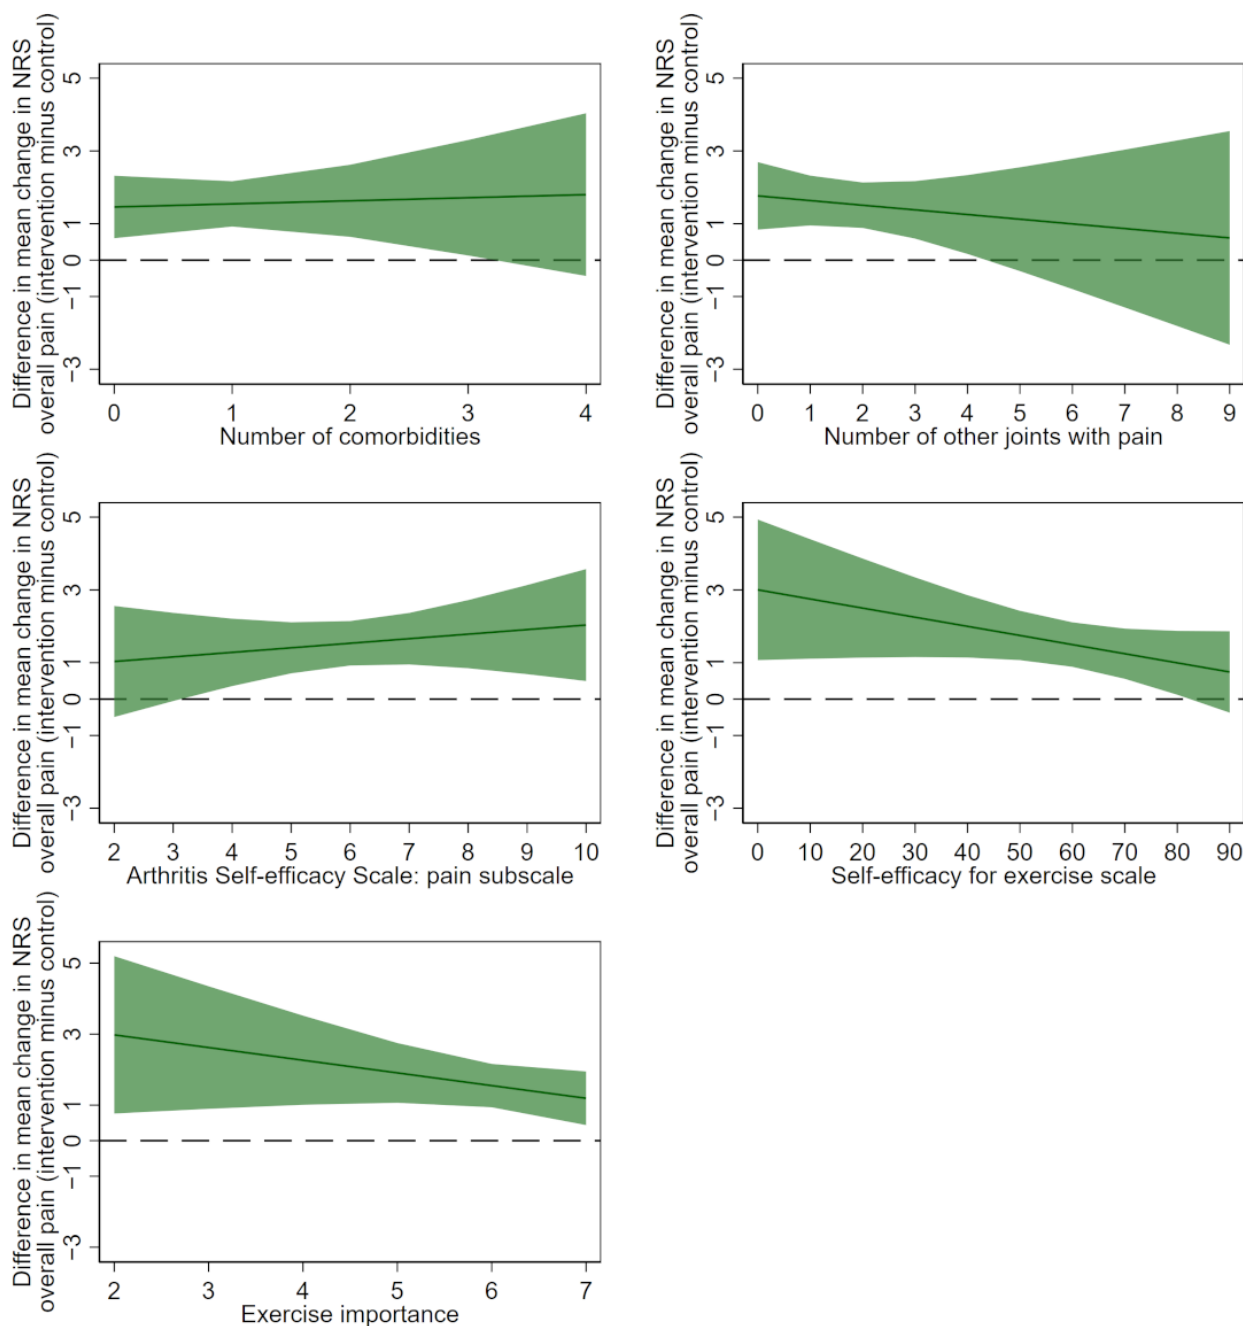 Difference in mean change in NRS
overall pain (intervention minus control)
5
3
1
0
−1
−3
0 1 2 3 4
Number of comorbidities
Difference in mean change in NRS
overall pain (intervention minus control)
5
3
1
0
−1
−3
0 1 2 3 4 5 6 7 8 9
Number of other joints with pain
Difference in mean change in NRS
overall pain (intervention minus control)
5
3
1
0
−1
−3
2 3 4 5 6 7 8 9 10
Arthritis Self-efficacy Scale: pain subscale
Difference in mean change in NRS
overall pain (intervention minus control)
5
3
1
0
−1
−3
0 10 20 30 40 50 60 70 80 90
Self-efficacy for exercise scale
Difference in mean change in NRS
overall pain (intervention minus control)
5
3
1
0
−1
−3
2 3 4 5 6 7
Exercise importance